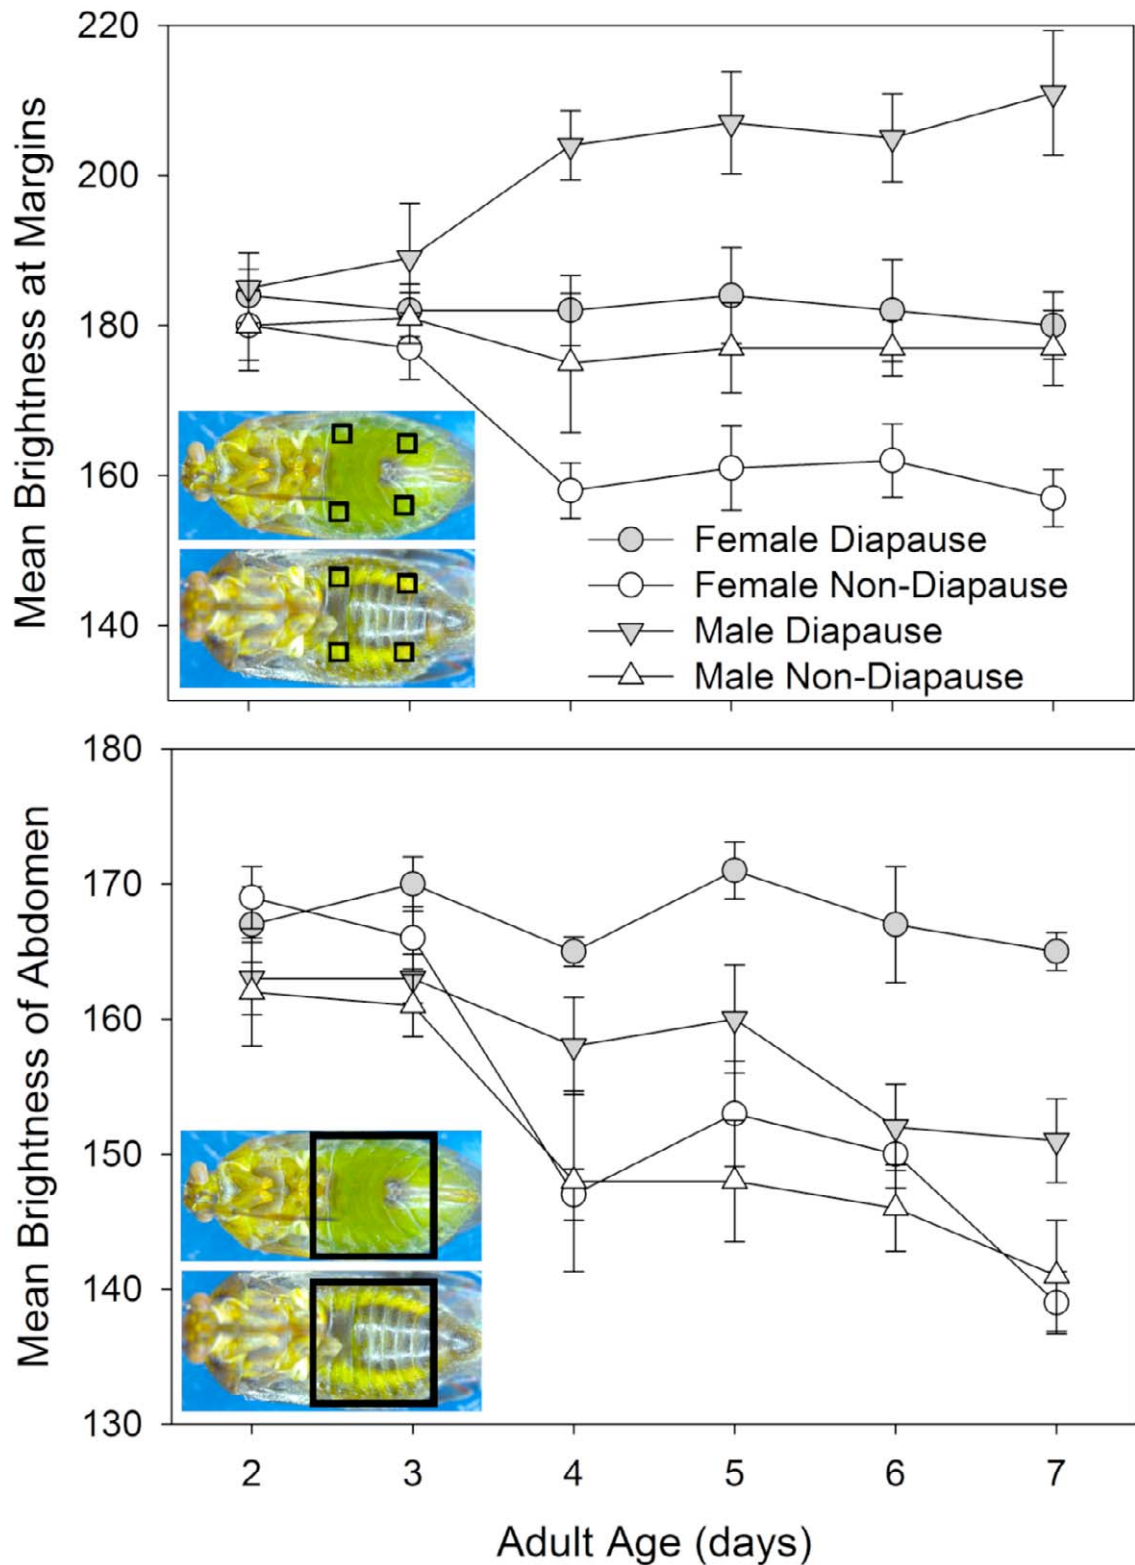 Mean Brightness at Margins
220
200
180
160
140
Female Diapause
Female Non-Diapause
Male Diapause
Male Non-Diapause
Mean Brightness of Abdomen
180
170
160
150
140
130
2 3 4 5 6 7
Adult Age (days)